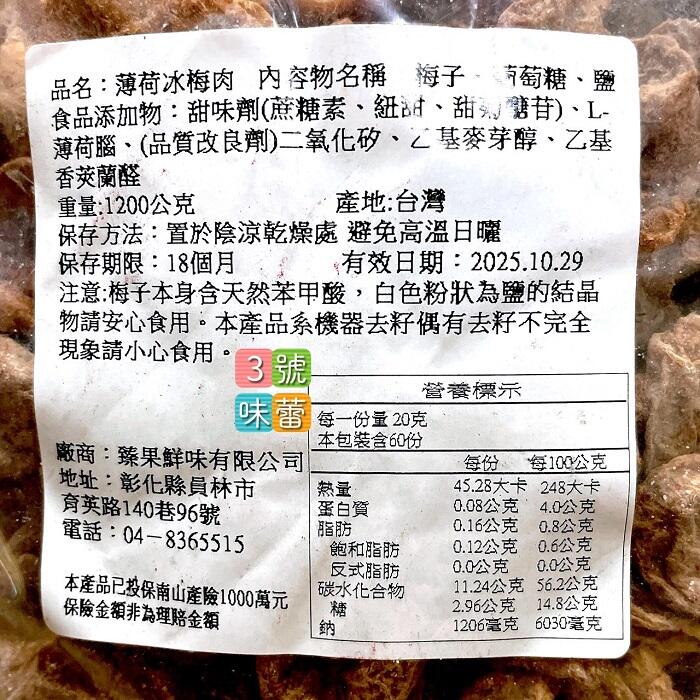 品名：薄荷冰梅肉　內容物名稱　梅子、葡萄糖、鹽
食品添加物：甜味劑(蔗糖素、紐甜、甜菊醣苷)、L-
薄荷腦、(品質改良劑)二氧化矽、乙基麥芽醇、乙基
香莢蘭醛
重量:1200公克　產地:台灣
保存方法：置於陰涼乾燥處 避免高溫日曬
保存期限：18個月　有效日期：2025.10.29
注意:梅子本身含天然苯甲酸，白色粉狀為鹽的結晶
物請安心食用。本產品系機器去籽偶有去籽不完全
現象請小心食用。
3號
味蕾
廠商：臻果鮮味有限公司
地址：彰化縣員林市
育英路140巷96號
電話：04－8365515
本產品已投保南山產險1000萬元
保險金額非為理賠金額
營養標示
每一份量 20克
本包裝含60份
每份　每100公克
熱量　45.28大卡　248大卡
蛋白質　0.08公克　4.0公克
脂肪　0.16公克　0.8公克
飽和脂肪　0.12公克　0.6公克
反式脂肪　0.0公克　0.0公克
碳水化合物　11.24公克　56.2公克
糖　2.96公克　14.8公克
鈉　1206毫克　6030毫克